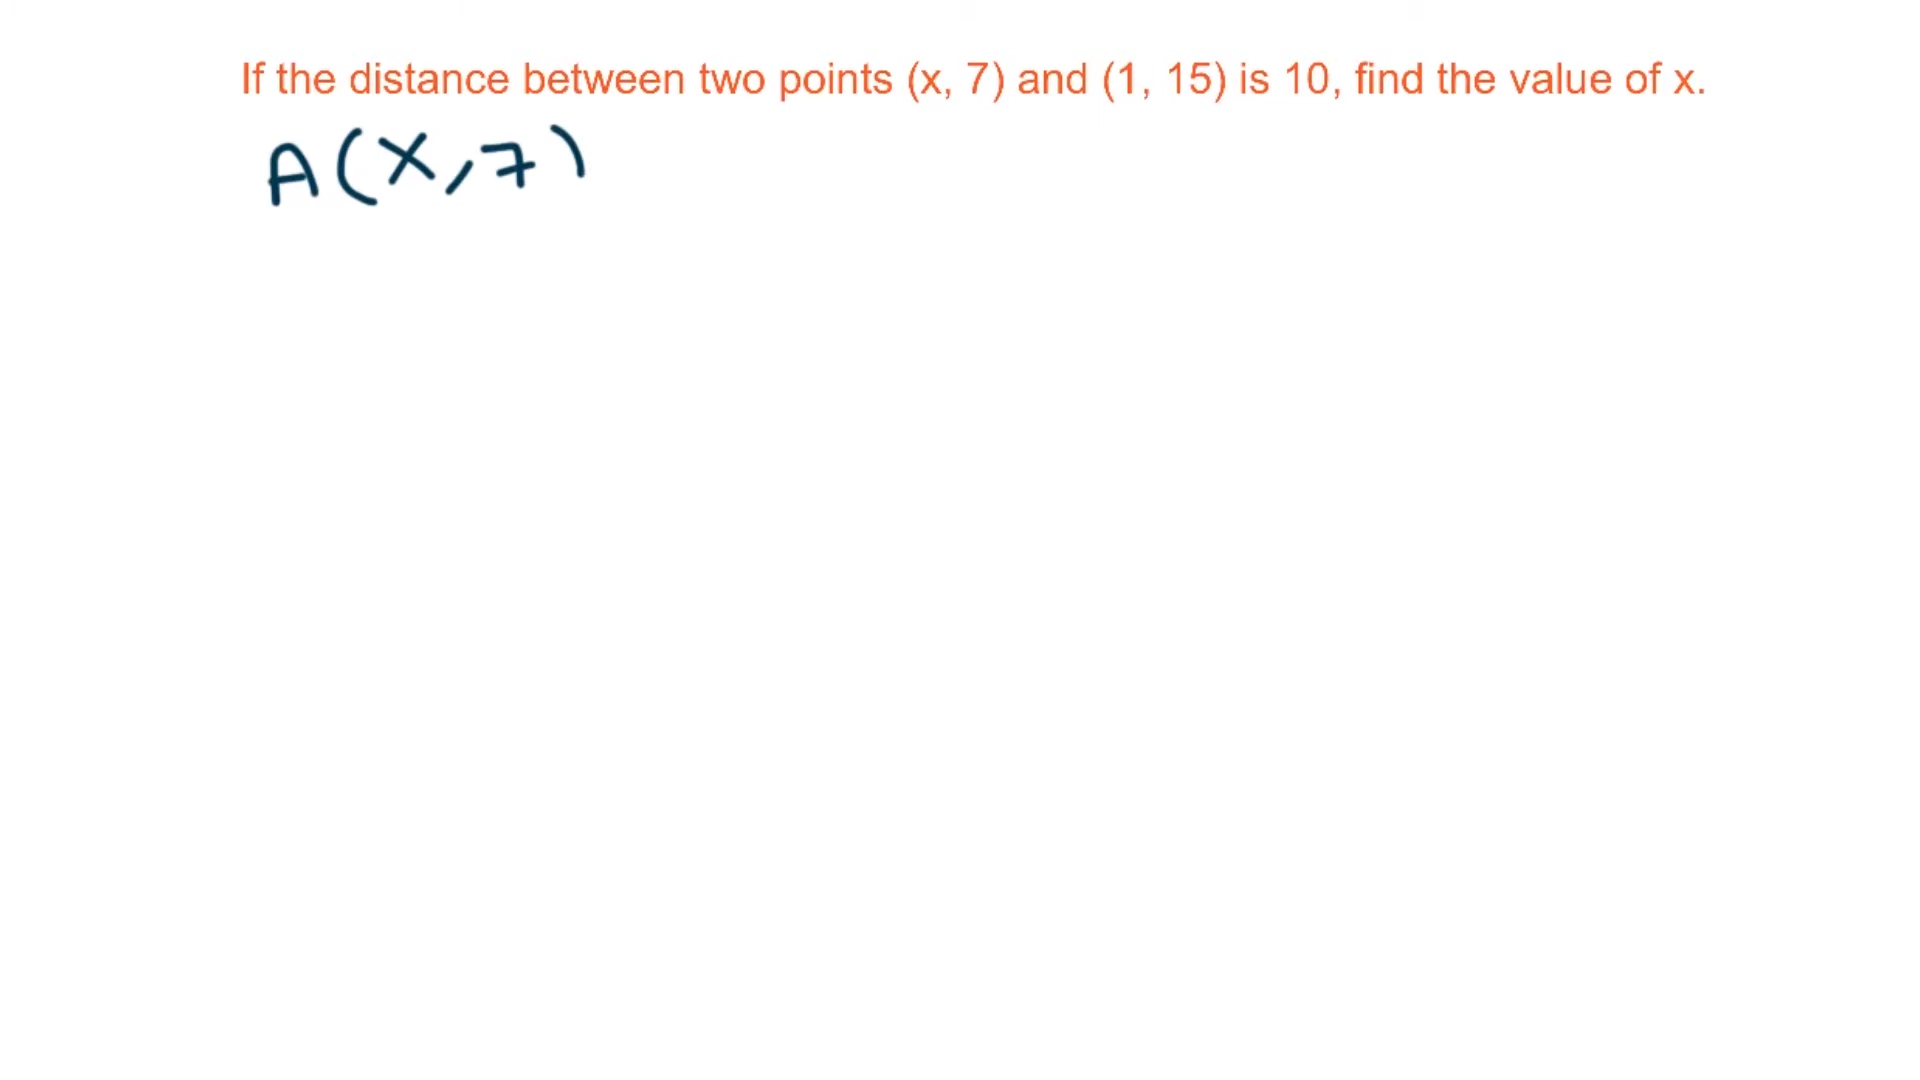 If the distance between two points (x, 7) and (1, 15) is 10, find the value of x.
A(x,7)